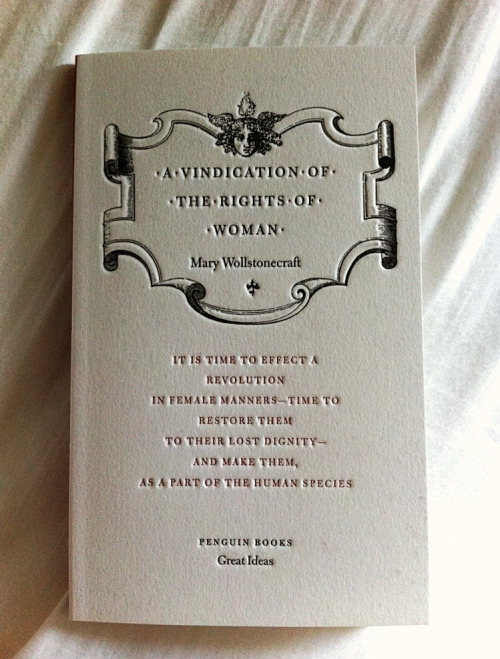 ·A·VINDICATION·OF·
·THE·RIGHTS·OF·
·WOMAN·
Mary Wollstonecraft
IT IS TIME TO EFFECT A
REVOLUTION
IN FEMALE MANNERS—TIME TO
RESTORE THEM
TO THEIR LOST DIGNITY—
AND MAKE THEM,
AS A PART OF THE HUMAN SPECIES
PENGUIN BOOKS
Great Ideas